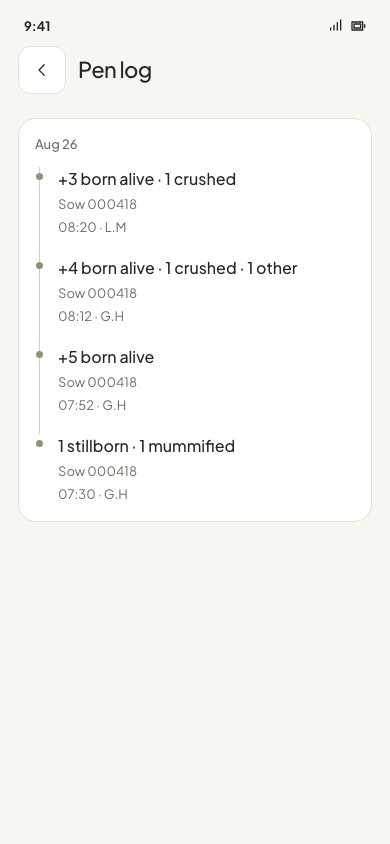 9:41
Pen log
Aug 26
+3 born alive · 1 crushed
Sow 000418
08:20 · L.M
+4 born alive · 1 crushed · 1 other
Sow 000418
08:12 · G.H
+5 born alive
Sow 000418
07:52 · G.H
1 stillborn · 1 mummified
Sow 000418
07:30 · G.H